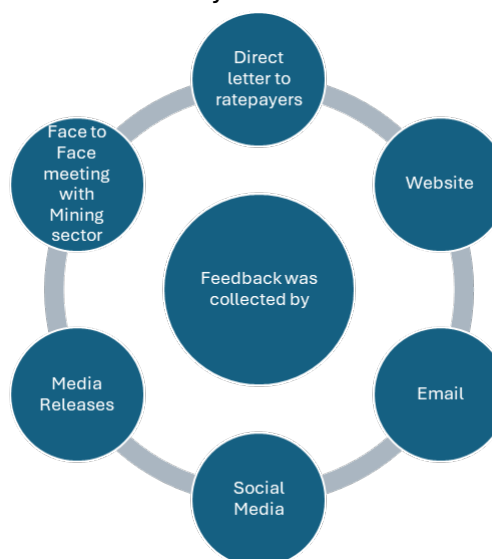 Direct
letter to
ratepayers
Website
Email
Social
Media
Media
Releases
Face to
Face
meeting
with
Mining
sector
Feedback was
collected by